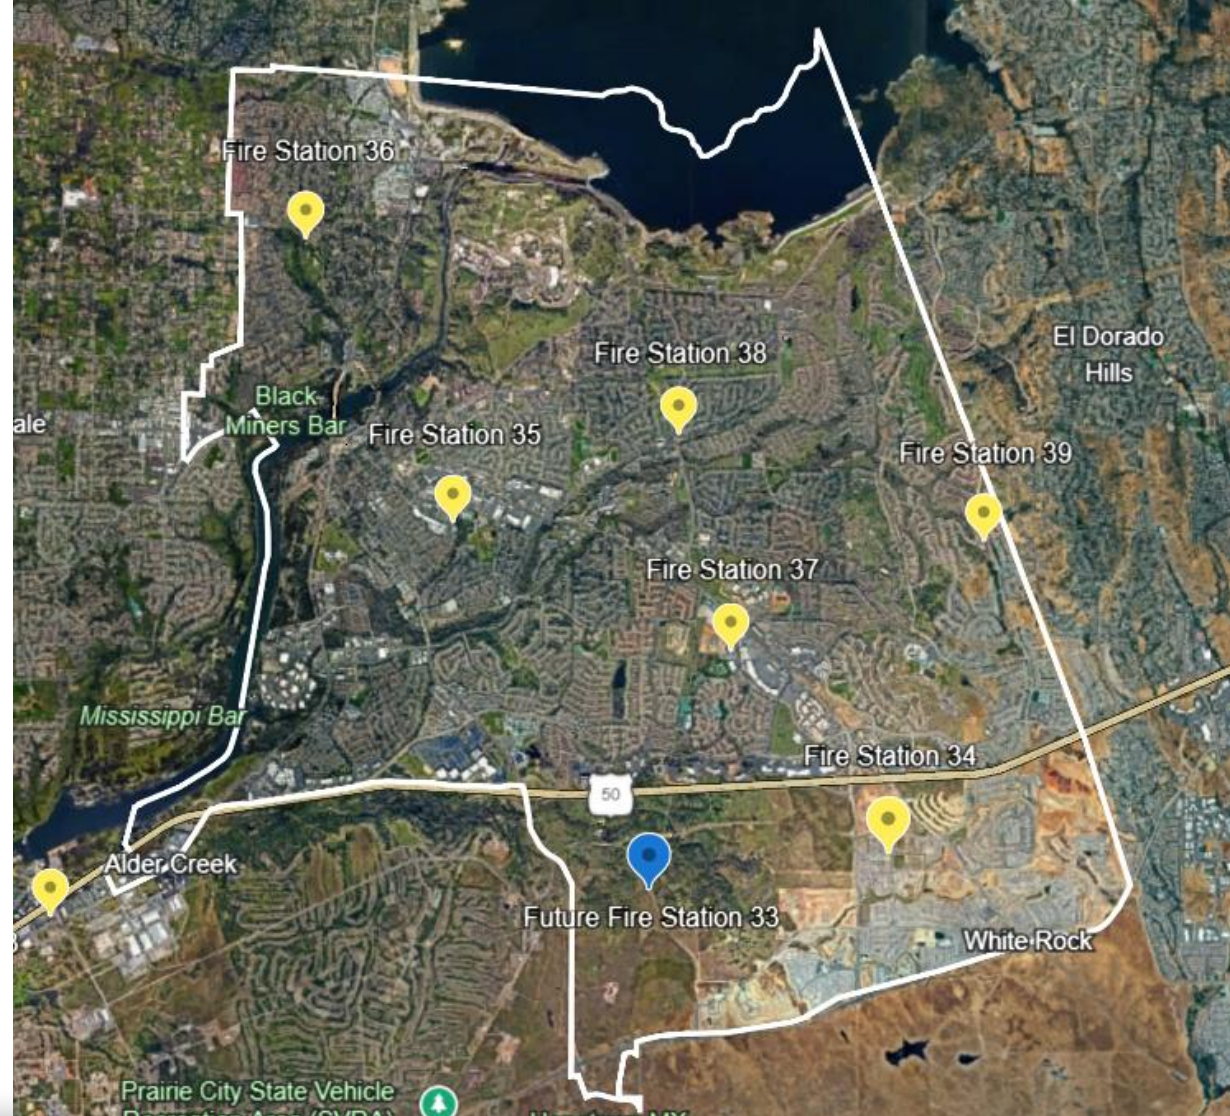 Fire Station 36
El Dorado
Hills
Fire Station 38
Black
Miners Bar
ale
Fire Station 35
Fire Station 39
Fire Station 37
Mississippi Bar
Fire Station 34
50
Alder Creek
Future Fire Station 33
White Rock
Prairie City State Vehicle